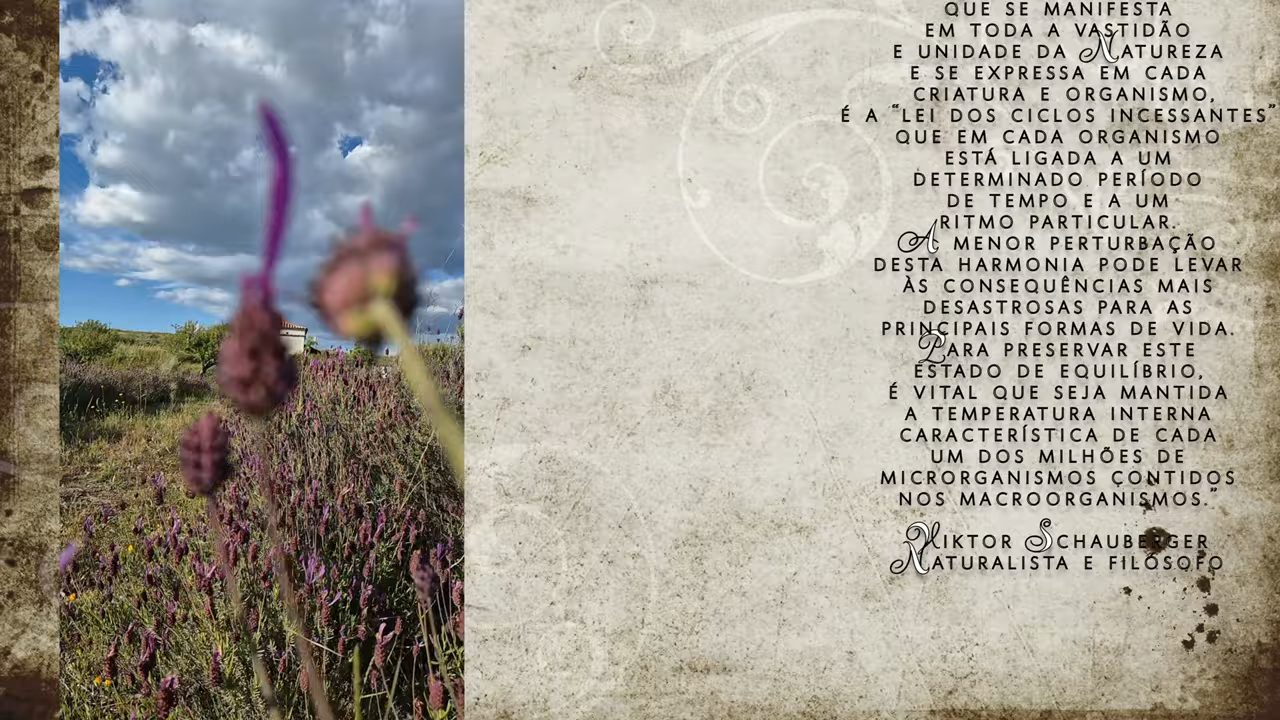 QUE SE MANIFESTA
EM TODA A VASTIDÃO
E UNIDADE DA NATUREZA
E SE EXPRESSA EM CADA
CRIATURA E ORGANISMO,
É A “LEI DOS CICLOS INCESSANTES”
QUE EM CADA ORGANISMO
ESTÁ LIGADA A UM
DETERMINADO PERÍODO
DE TEMPO E A UM
RITMO PARTICULAR.
A MENOR PERTURBAÇÃO
DESTA HARMONIA PODE LEVAR
ÀS CONSEQUÊNCIAS MAIS
DESASTROSAS PARA AS
PRINCIPAIS FORMAS DE VIDA.
PARA PRESERVAR ESTE
ESTADO DE EQUILÍBRIO,
É VITAL QUE SEJA MANTIDA
A TEMPERATURA INTERNA
CARACTERÍSTICA DE CADA
UM DOS MILHÕES DE
MICRORGANISMOS CONTIDOS
NOS MACROORGANISMOS.”
VIKTOR SCHAUBERGER
NATURALISTA E FILÓSOFO